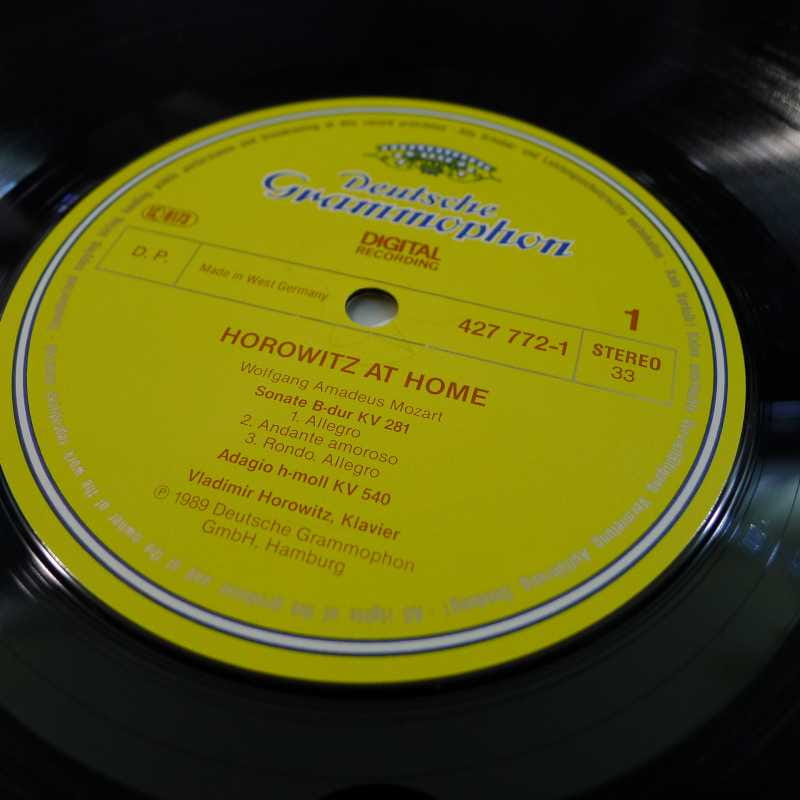 Deutsche
Grammophon
DIGITAL
RECORDING
LC 0173
D. P.
Made in West Germany
427 772-1
1
STEREO
33
HOROWITZ AT HOME
Wolfgang Amadeus Mozart
Sonate B-dur KV 281
1. Allegro
2. Andante amoroso
3. Rondo. Allegro
Adagio h-moll KV 540
Vladimir Horowitz, Klavier
℗ 1989 Deutsche Grammophon
GmbH, Hamburg